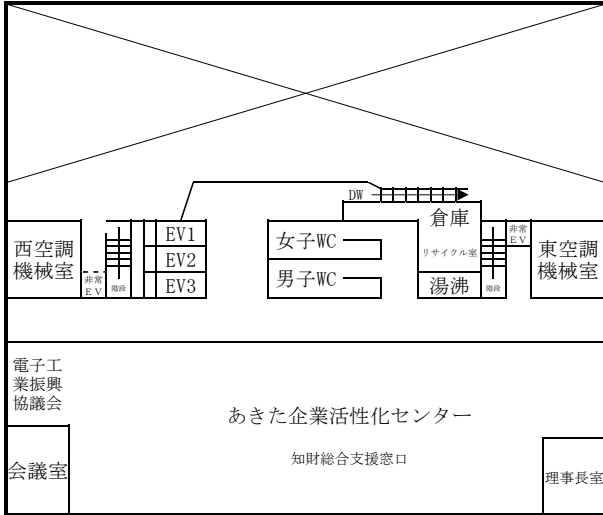 DW
倉庫
非常
EV
西空調
機械室
EV1
EV2
EV3
非常
EV
階段
女子WC
男子WC
リサイクル室
湯沸
階段
東空調
機械室
電子工
業振興
協議会
あきた企業活性化センター
知財総合支援窓口
会議室
理事長室